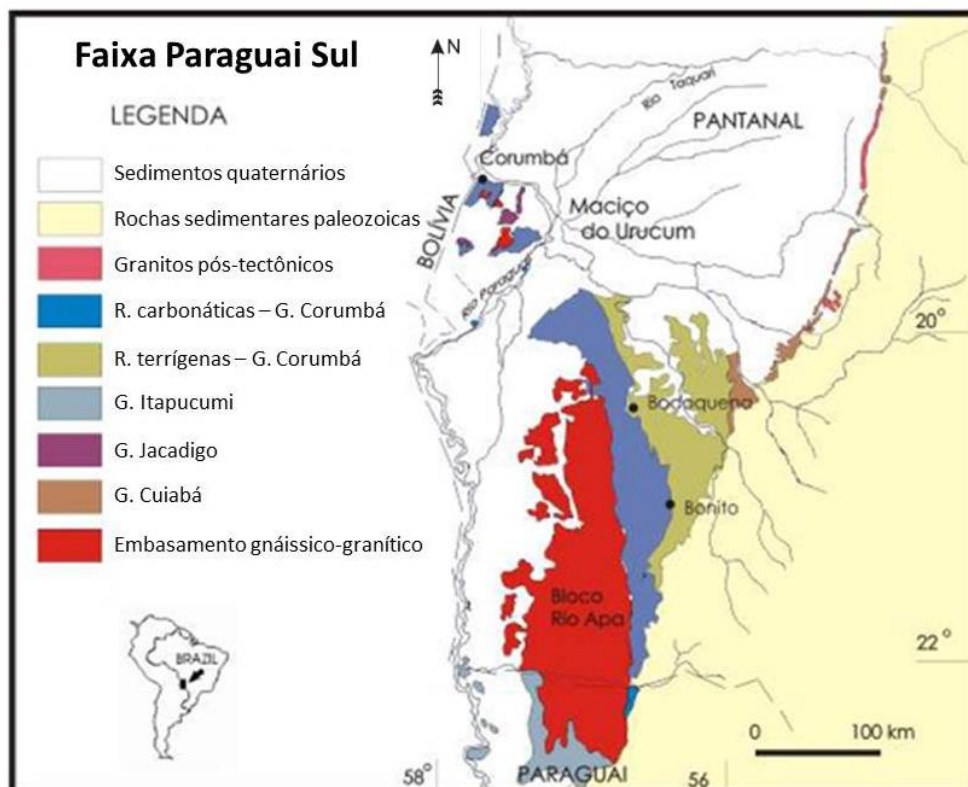 Faixa Paraguai Sul
LEGENDA
Sedimentos quaternários
Rochas sedimentares paleozoicas
Granitos pós-tectônicos
R. carbonáticas – G. Corumbá
R. terrígenas – G. Corumbá
G. Itapucumi
G. Jacadigo
G. Cuiabá
Embasamento gnáissico-granítico
BRAZIL
N
Rio Taquari
PANTANAL
Corumbá
BOLÍVIA
Maciço
do Urucum
Rio Paraguai
20°
Bodoquena
Bonito
Bloco
Rio Apa
22°
0 100 km
58°
PARAGUAI
56